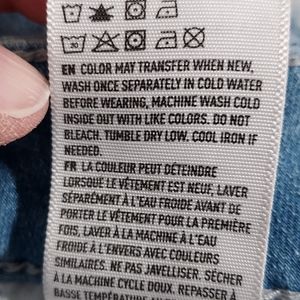 EN COLOR MAY TRANSFER WHEN NEW,
WASH ONCE SEPARATELY IN COLD WATER
BEFORE WEARING, MACHINE WASH COLD
INSIDE OUT WITH LIKE COLORS. DO NOT
BLEACH. TUMBLE DRY LOW. COOL IRON IF
NEEDED.
FR LA COULEUR PEUT DÉTEINDRE
LORSQUE LE VÊTEMENT EST NEUF, LAVER
SÉPARÉMENT À L'EAU FROIDE AVANT DE
PORTER LE VÊTEMENT POUR LA PREMIÈRE
FOIS, LAVER À LA MACHINE À L'EAU
FROIDE À L'ENVERS AVEC COULEURS
SIMILAIRES. NE PAS JAVELLISER. SÉCHER
À LA MACHINE CYCLE DOUX. REPASSER À
BASSE TEMPÉRATURE